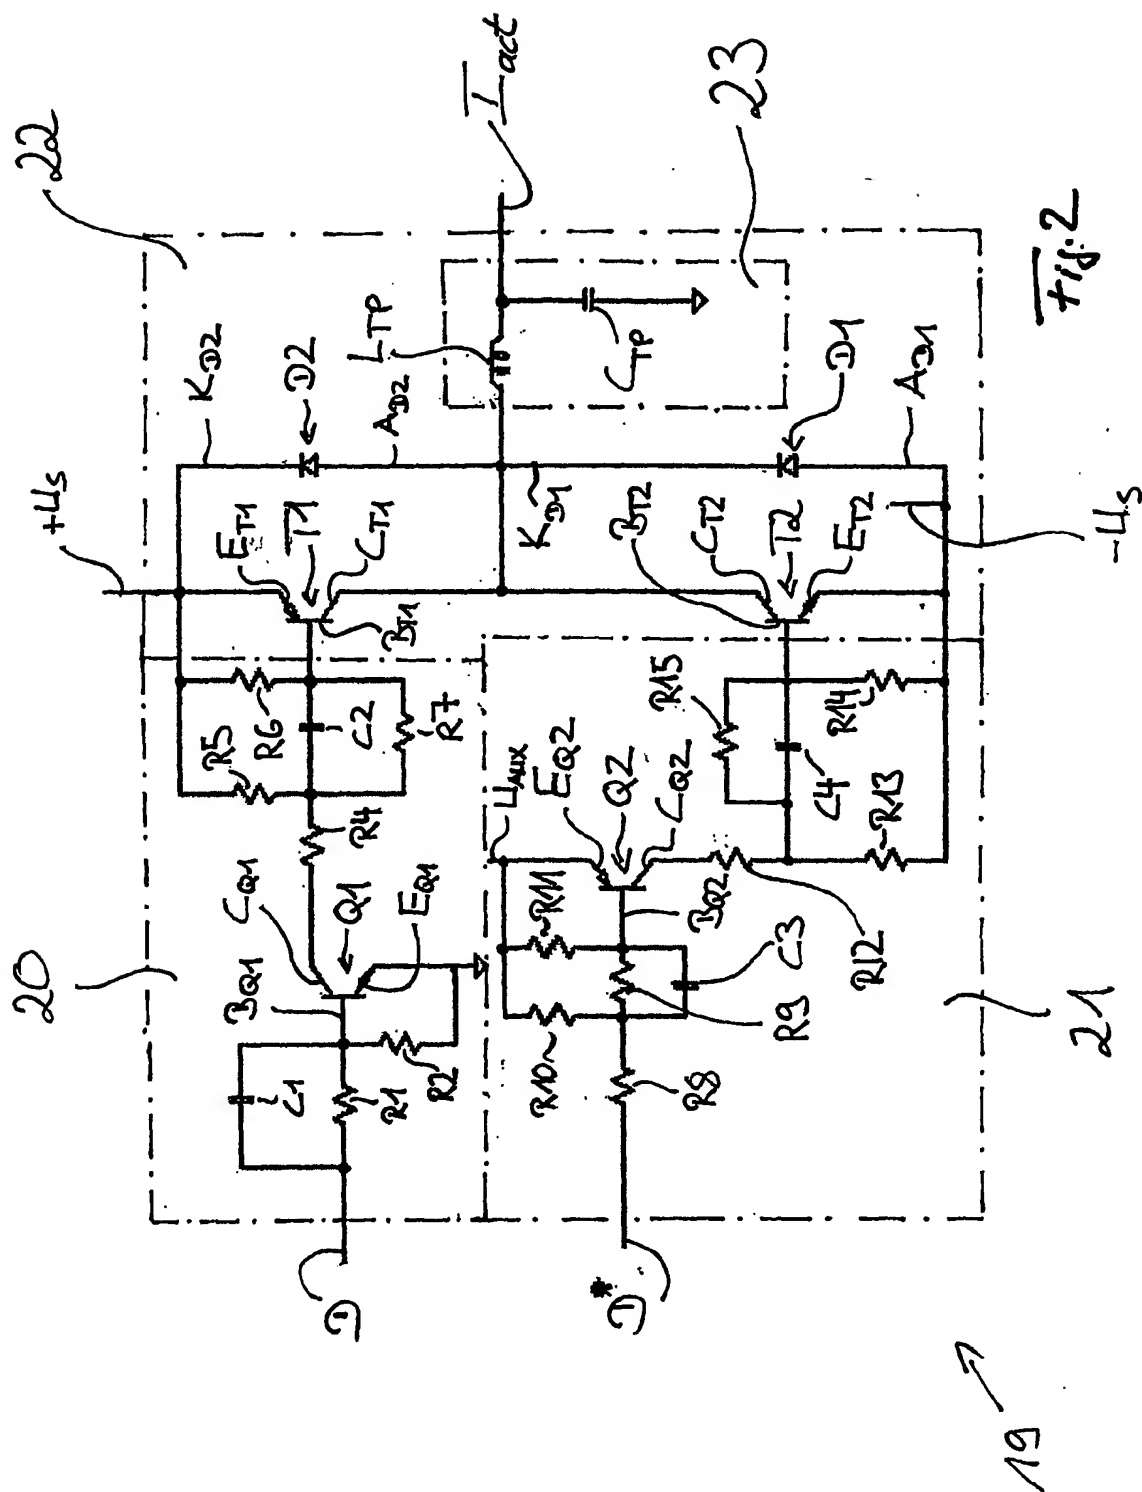 20
22
+U_S
K_D2
R5
R6
E_T1
T1
D2
C_Q1
R4
C2
R7
B_T1
C_T1
A_D2
L_TP
I_act
B_Q1
Q1
E_Q1
C1
R1
R2
D
U_AUX
K_D1
C_TP
23
R10
R11
E_Q2
Q2
C_Q2
R15
B_T2
C_T2
T2
E_T2
D1
A_D1
D*
R8
R9
C3
B_Q2
R12
C4
R13
R14
-U_S
21
19
Fig. 2